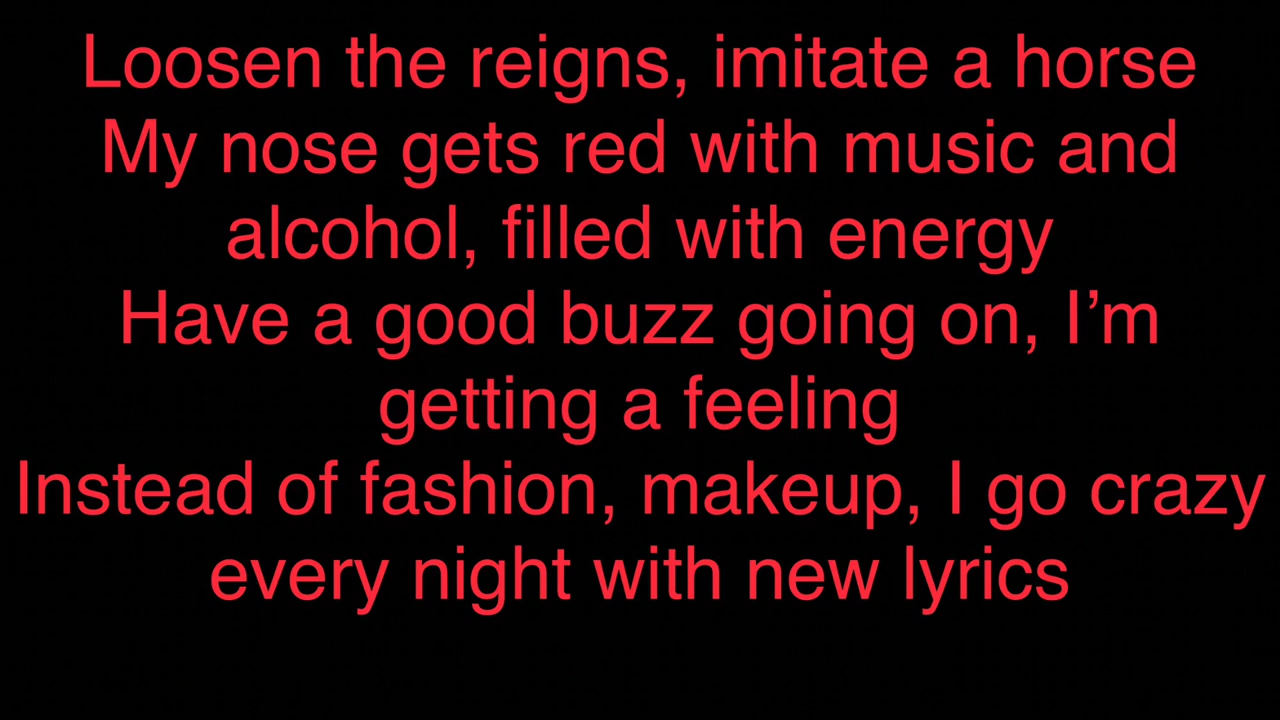 Loosen the reigns, imitate a horse
My nose gets red with music and
alcohol, filled with energy
Have a good buzz going on, I’m
getting a feeling
Instead of fashion, makeup, I go crazy
every night with new lyrics